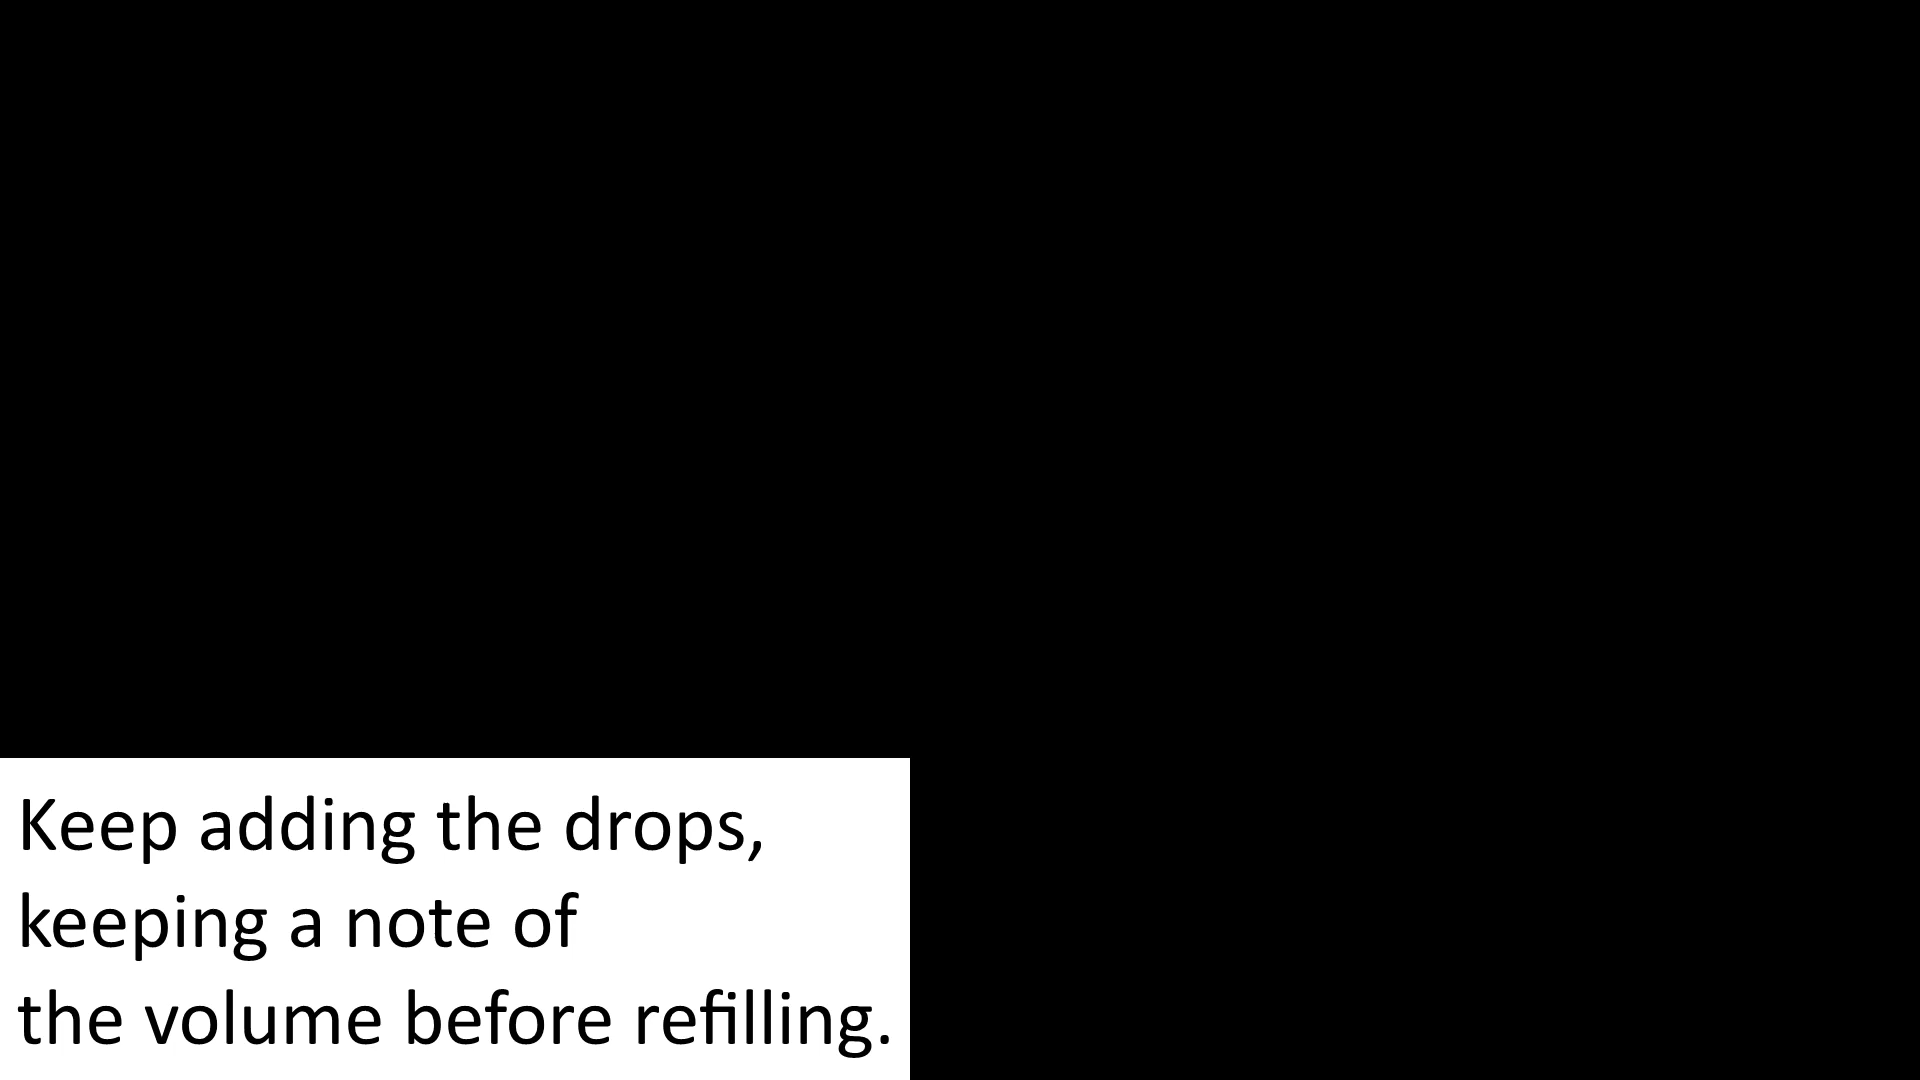 Keep adding the drops,
keeping a note of
the volume before refilling.